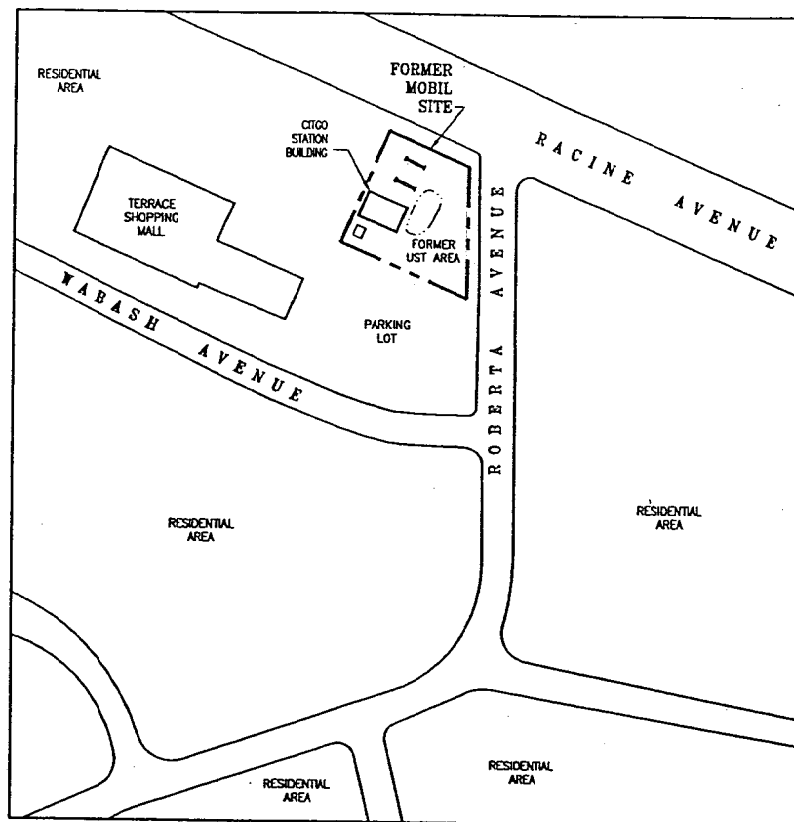 RESIDENTIAL
AREA
FORMER
MOBIL
SITE
CITGO
STATION
BUILDING
RACINE AVENUE
TERRACE
SHOPPING
MALL
FORMER
UST AREA
WABASH AVENUE
PARKING
LOT
ROBERTA AVENUE
RESIDENTIAL
AREA
RESIDENTIAL
AREA
RESIDENTIAL
AREA
RESIDENTIAL
AREA